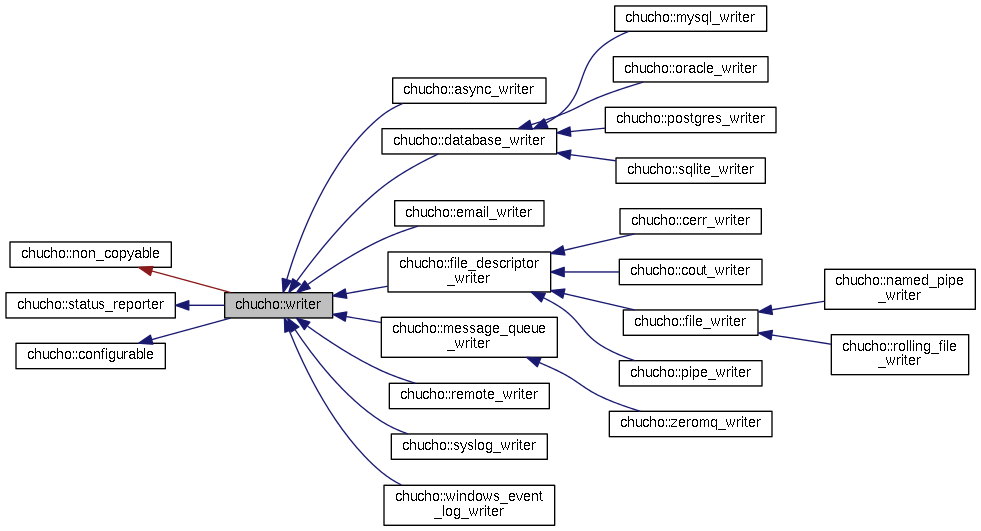 chucho::mysql_writer
chucho::oracle_writer
chucho::async_writer
chucho::postgres_writer
chucho::database_writer
chucho::sqlite_writer
chucho::email_writer
chucho::cerr_writer
chucho::non_copyable
chucho::file_descriptor
_writer
chucho::cout_writer
chucho::named_pipe
_writer
chucho::status_reporter
chucho::writer
chucho::file_writer
chucho::message_queue
_writer
chucho::configurable
chucho::rolling_file
_writer
chucho::pipe_writer
chucho::remote_writer
chucho::zeromq_writer
chucho::syslog_writer
chucho::windows_event
_log_writer